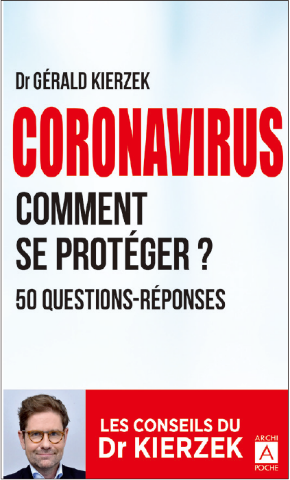 Dr GÉRALD KIERZEK
CORONAVIRUS
COMMENT
SE PROTÉGER ?
50 QUESTIONS-RÉPONSES
LES CONSEILS DU
Dr KIERZEK
ARCHI
A
POCHE